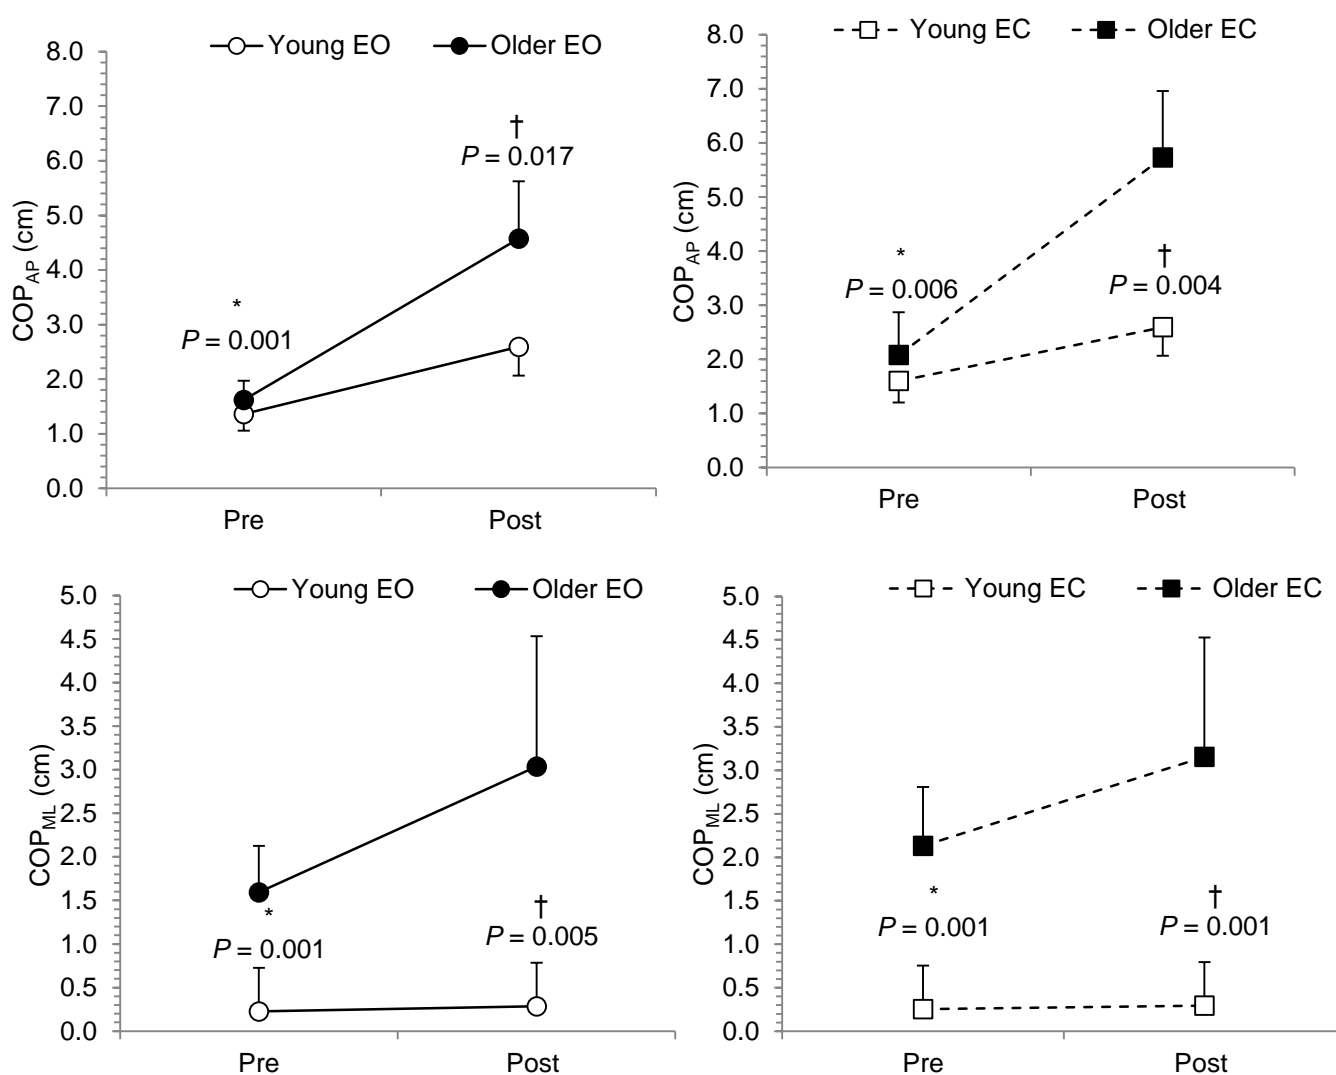 Young EO
Older EO
8.0
7.0
6.0
5.0
4.0
3.0
2.0
1.0
0.0
COP_AP (cm)
*
P = 0.001
†
P = 0.017
Pre
Post
Young EC
Older EC
8.0
7.0
6.0
5.0
4.0
3.0
2.0
1.0
0.0
COP_AP (cm)
*
P = 0.006
†
P = 0.004
Pre
Post
Young EO
Older EO
5.0
4.5
4.0
3.5
3.0
2.5
2.0
1.5
1.0
0.5
0.0
COP_ML (cm)
*
P = 0.001
†
P = 0.005
Pre
Post
Young EC
Older EC
5.0
4.5
4.0
3.5
3.0
2.5
2.0
1.5
1.0
0.5
0.0
COP_ML (cm)
*
P = 0.001
†
P = 0.001
Pre
Post